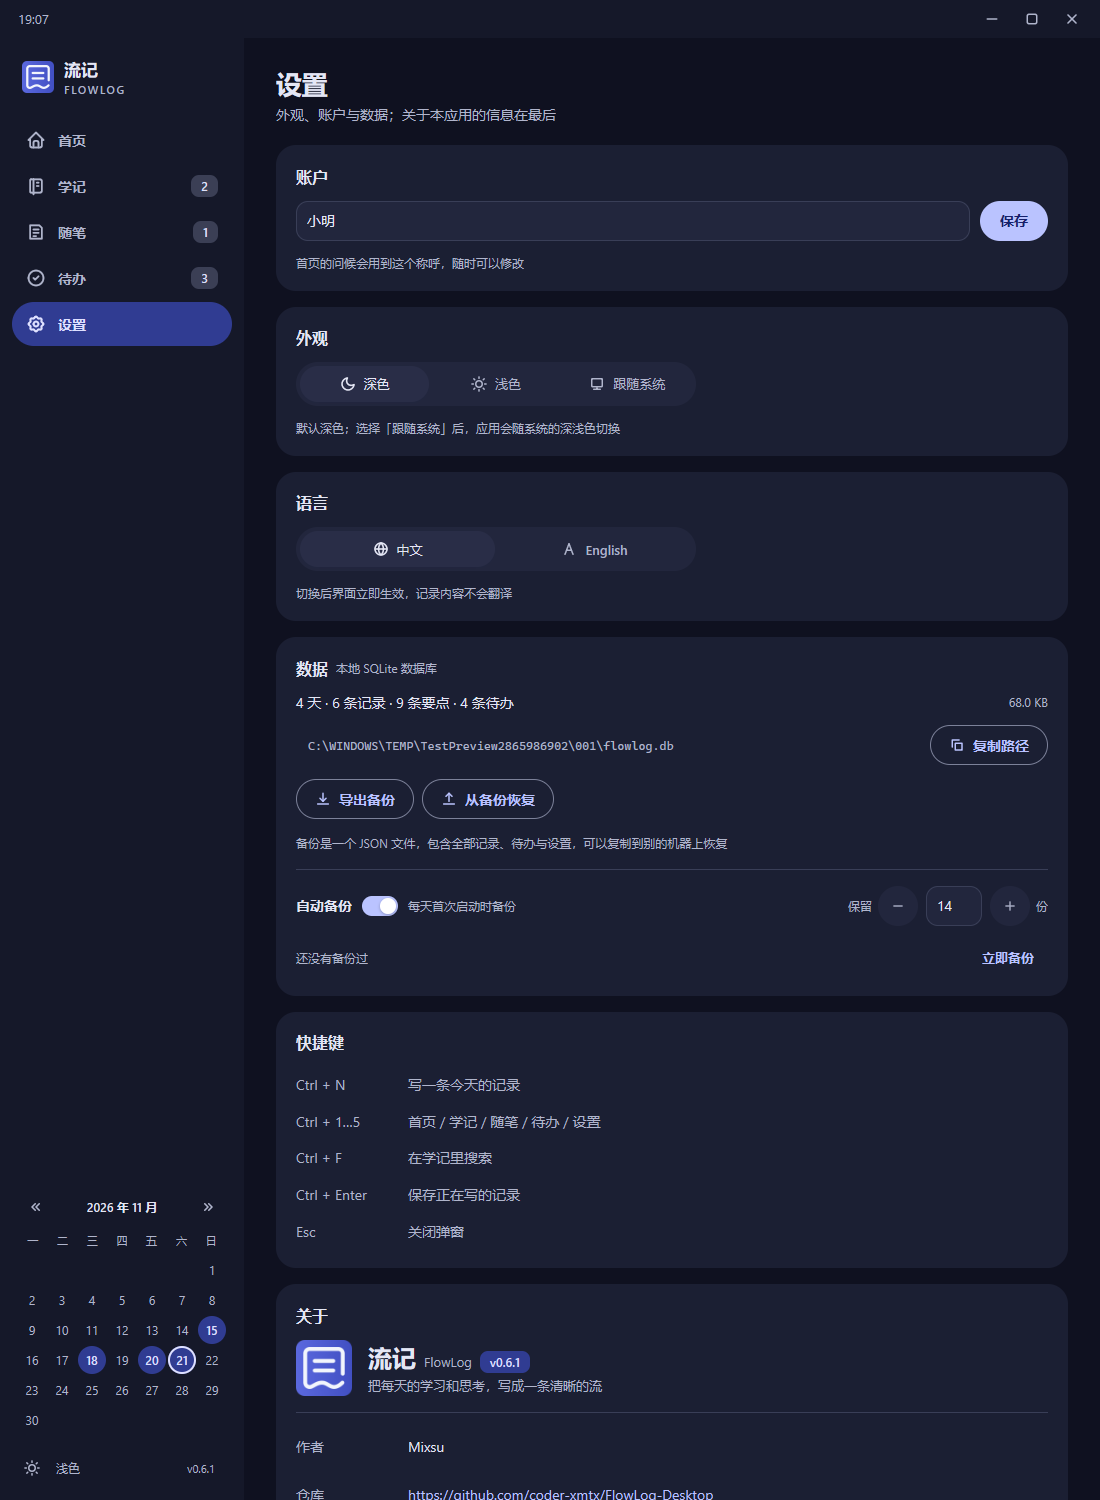 19:07
流记
FLOWLOG
首页
学记 2
随笔 1
待办 3
设置
2026 年 11 月
一 二 三 四 五 六 日
1
2 3 4 5 6 7 8
9 10 11 12 13 14 15
16 17 18 19 20 21 22
23 24 25 26 27 28 29
30
浅色 v0.6.1
设置
外观、账户与数据；关于本应用的信息在最后
账户
小明 保存
首页的问候会用到这个称呼，随时可以修改
外观
深色 浅色 跟随系统
默认深色；选择「跟随系统」后，应用会随系统的深浅色切换
语言
中文 English
切换后界面立即生效，记录内容不会翻译
数据 本地 SQLite 数据库
4 天 · 6 条记录 · 9 条要点 · 4 条待办 68.0 KB
C:\WINDOWS\TEMP\TestPreview2865986902\001\flowlog.db 复制路径
导出备份 从备份恢复
备份是一个 JSON 文件，包含全部记录、待办与设置，可以复制到别的机器上恢复
自动备份 每天首次启动时备份 保留 − 14 + 份
还没有备份过 立即备份
快捷键
Ctrl + N 写一条今天的记录
Ctrl + 1…5 首页 / 学记 / 随笔 / 待办 / 设置
Ctrl + F 在学记里搜索
Ctrl + Enter 保存正在写的记录
Esc 关闭弹窗
关于
流记 FlowLog v0.6.1
把每天的学习和思考，写成一条清晰的流
作者 Mixsu
仓库 https://github.com/coder-xmtx/FlowLog-Desktop